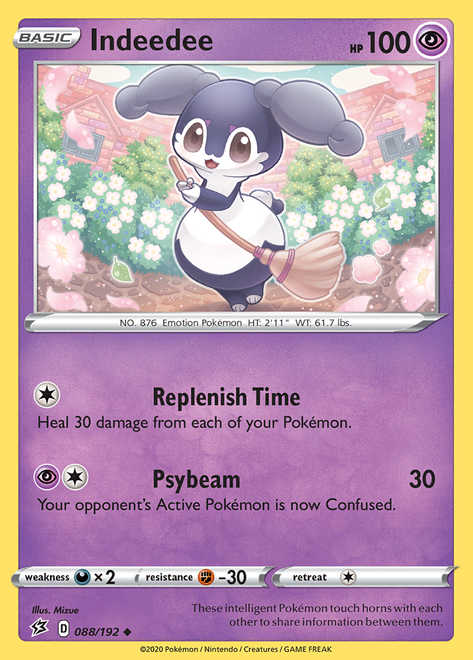 BASIC Indeedee HP 100
NO. 876 Emotion Pokémon HT: 2'11" WT: 61.7 lbs.
Replenish Time
Heal 30 damage from each of your Pokémon.
Psybeam 30
Your opponent's Active Pokémon is now Confused.
weakness ×2 resistance -30 retreat
Illus. Mizue
D 088/192
These intelligent Pokémon touch horns with each
other to share information between them.
©2020 Pokémon / Nintendo / Creatures / GAME FREAK